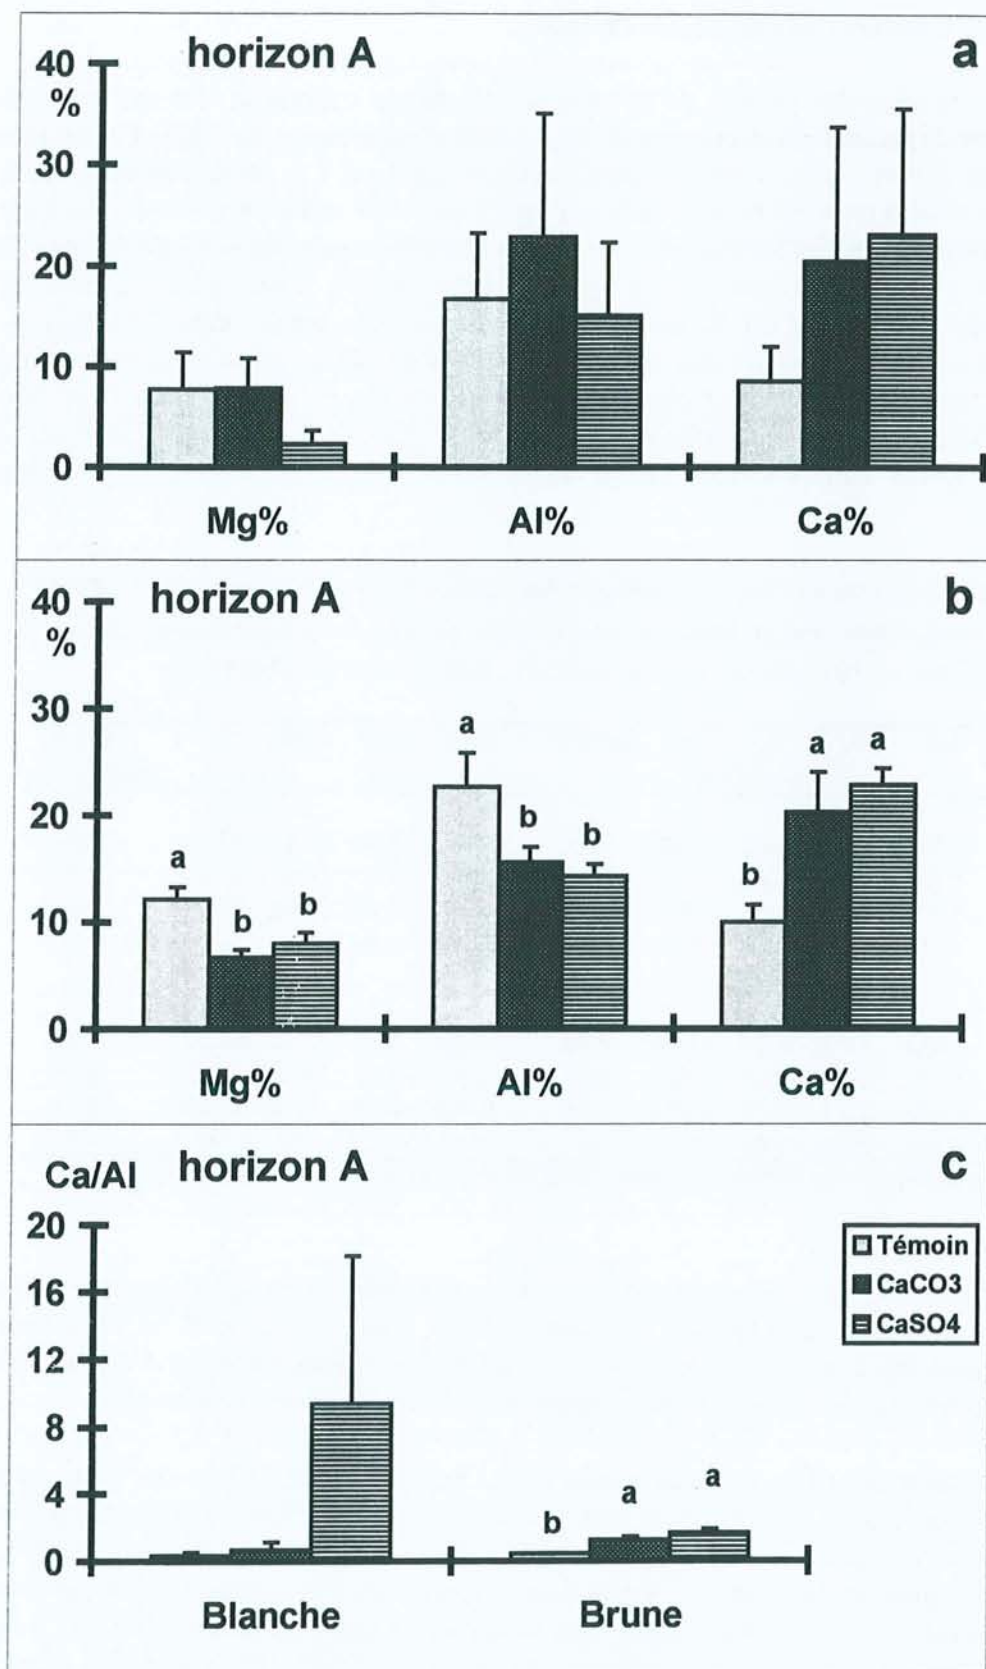 horizon A
a
40
%
30
20
10
0
Mg% Al% Ca%
horizon A
b
40
%
30
20
10
0
a b b
a b b
b a a
Mg% Al% Ca%
Ca/Al horizon A
c
20
16
12
8
4
0
Témoin
CaCO3
CaSO4
b a a
Blanche Brune